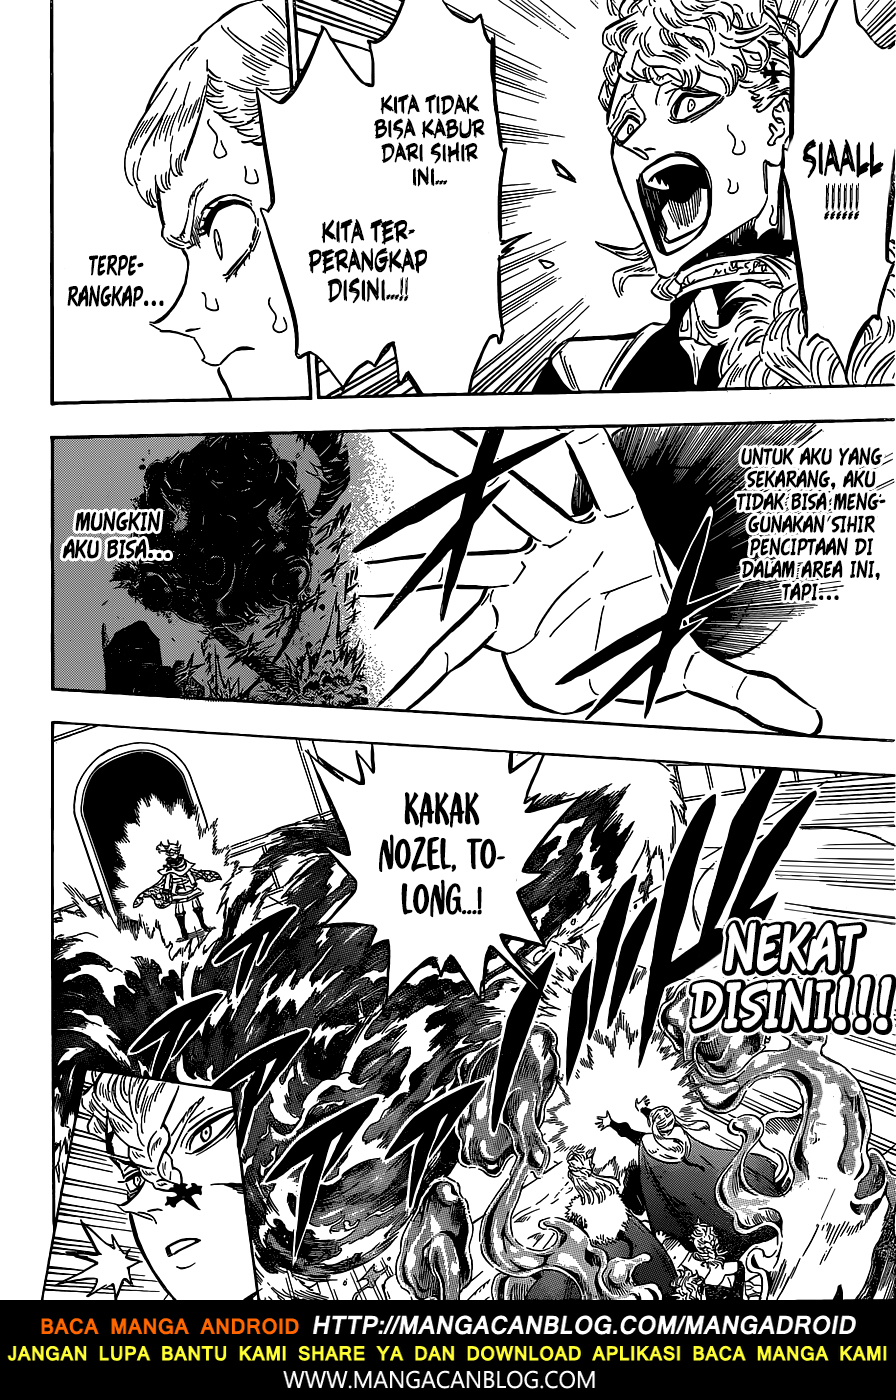 SIAALL
!!!!!!
KITA TIDAK
BISA KABUR
DARI SIHIR
INI...
KITA TER-
PERANGKAP
DISINI...!!
TERPE-
RANGKAP...
UNTUK AKU YANG
SEKARANG, AKU
TIDAK BISA MENG-
GUNAKAN SIHIR
PENCIPTAAN DI
DALAM AREA INI,
TAPI...
MUNGKIN
AKU BISA...
KAKAK
NOZEL, TO-
LONG...!
NEKAT
DISINI!!!
BACA MANGA ANDROID HTTP://MANGACANBLOG.COM/MANGADROID
JANGAN LUPA BANTU KAMI SHARE YA DAN DOWNLOAD APLIKASI BACA MANGA KAMI
WWW.MANGACANBLOG.COM